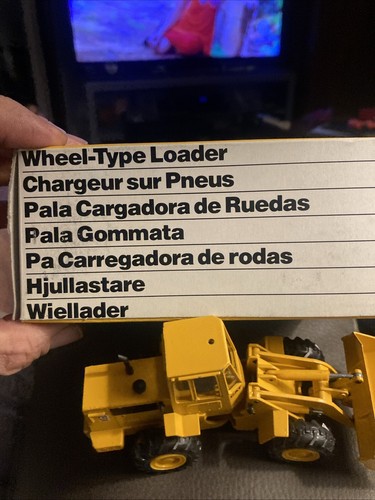 Wheel-Type Loader
Chargeur sur Pneus
Pala Cargadora de Ruedas
Pala Gommata
Pa Carregadora de rodas
Hjullastare
Wiellader